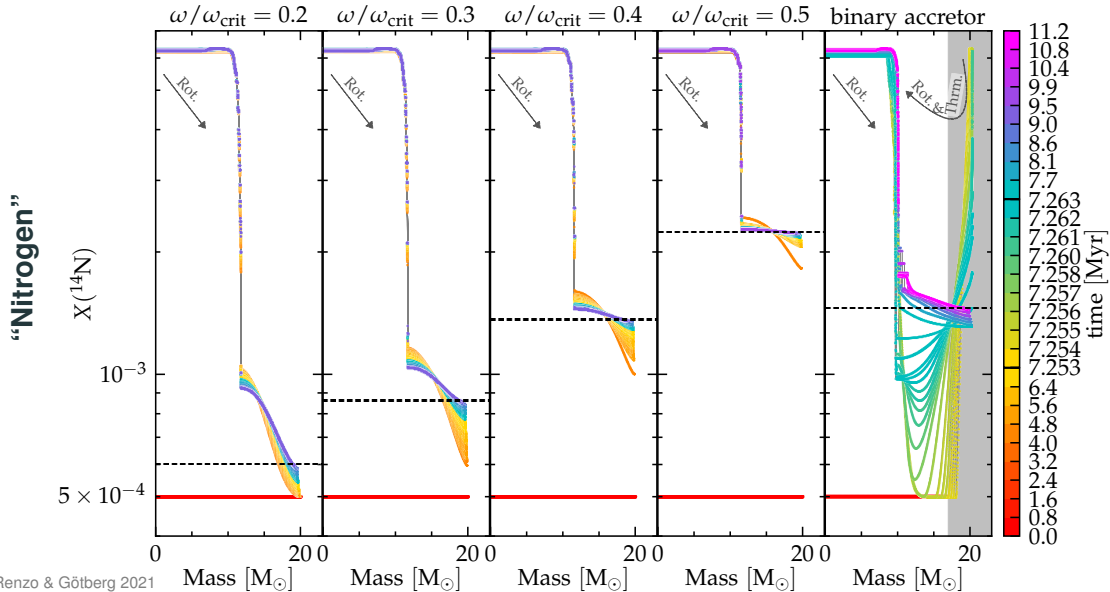 ω/ω_crit = 0.2
ω/ω_crit = 0.3
ω/ω_crit = 0.4
ω/ω_crit = 0.5
binary accretor
Rot.
Rot.
Rot.
Rot.
Rot.
Rot. & Thrm.
“Nitrogen”
X(¹⁴N)
10⁻³
5 × 10⁻⁴
0
20
0
20
0
20
0
20
0
20
Mass [M☉]
Mass [M☉]
Mass [M☉]
Mass [M☉]
Mass [M☉]
11.2
10.8
10.4
9.9
9.5
9.0
8.6
8.1
7.7
7.263
7.262
7.261
7.260
7.258
7.257
7.256
7.255
7.254
7.253
6.4
5.6
4.8
4.0
3.2
2.4
1.6
0.8
0.0
time [Myr]
Renzo & Götberg 2021